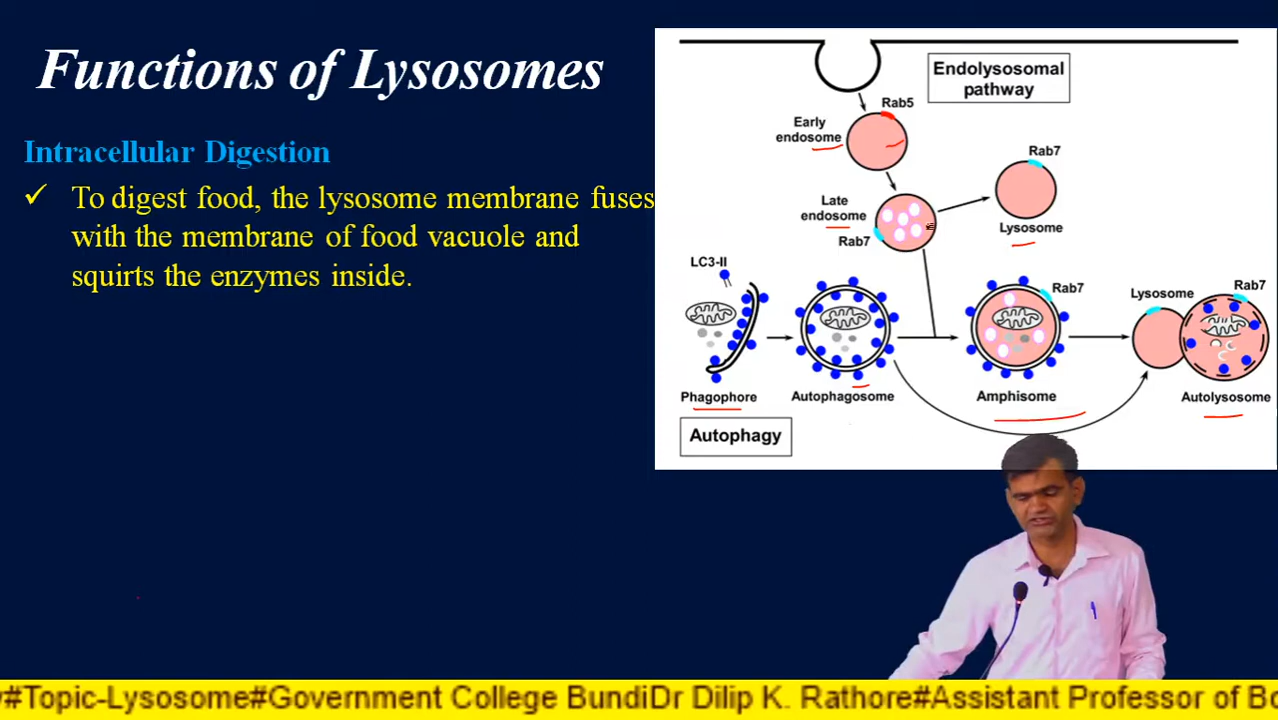 Functions of Lysosomes
Intracellular Digestion
✓ To digest food, the lysosome membrane fuses
with the membrane of food vacuole and
squirts the enzymes inside.
Endolysosomal
pathway
Rab5
Early
endosome
Rab7
Late
endosome
Rab7
Lysosome
LC3-II
Rab7
Lysosome
Rab7
Phagophore
Autophagosome
Amphisome
Autolysosome
Autophagy
y#Topic-Lysosome#Government College BundiDr Dilip K. Rathore#Assistant Professor of Bo